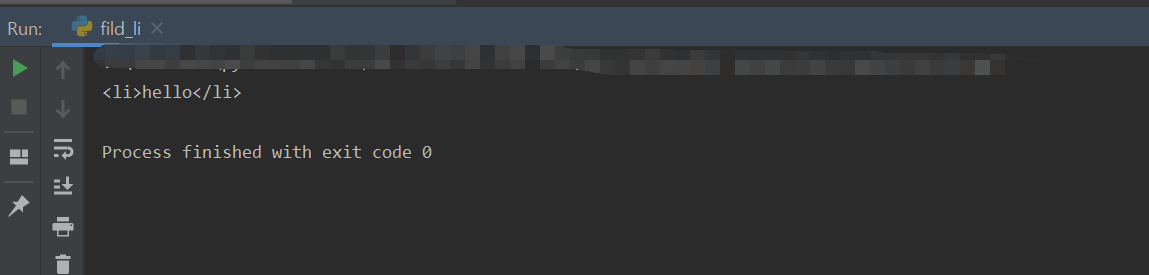 Run: fild_li
<li>hello</li>
Process finished with exit code 0